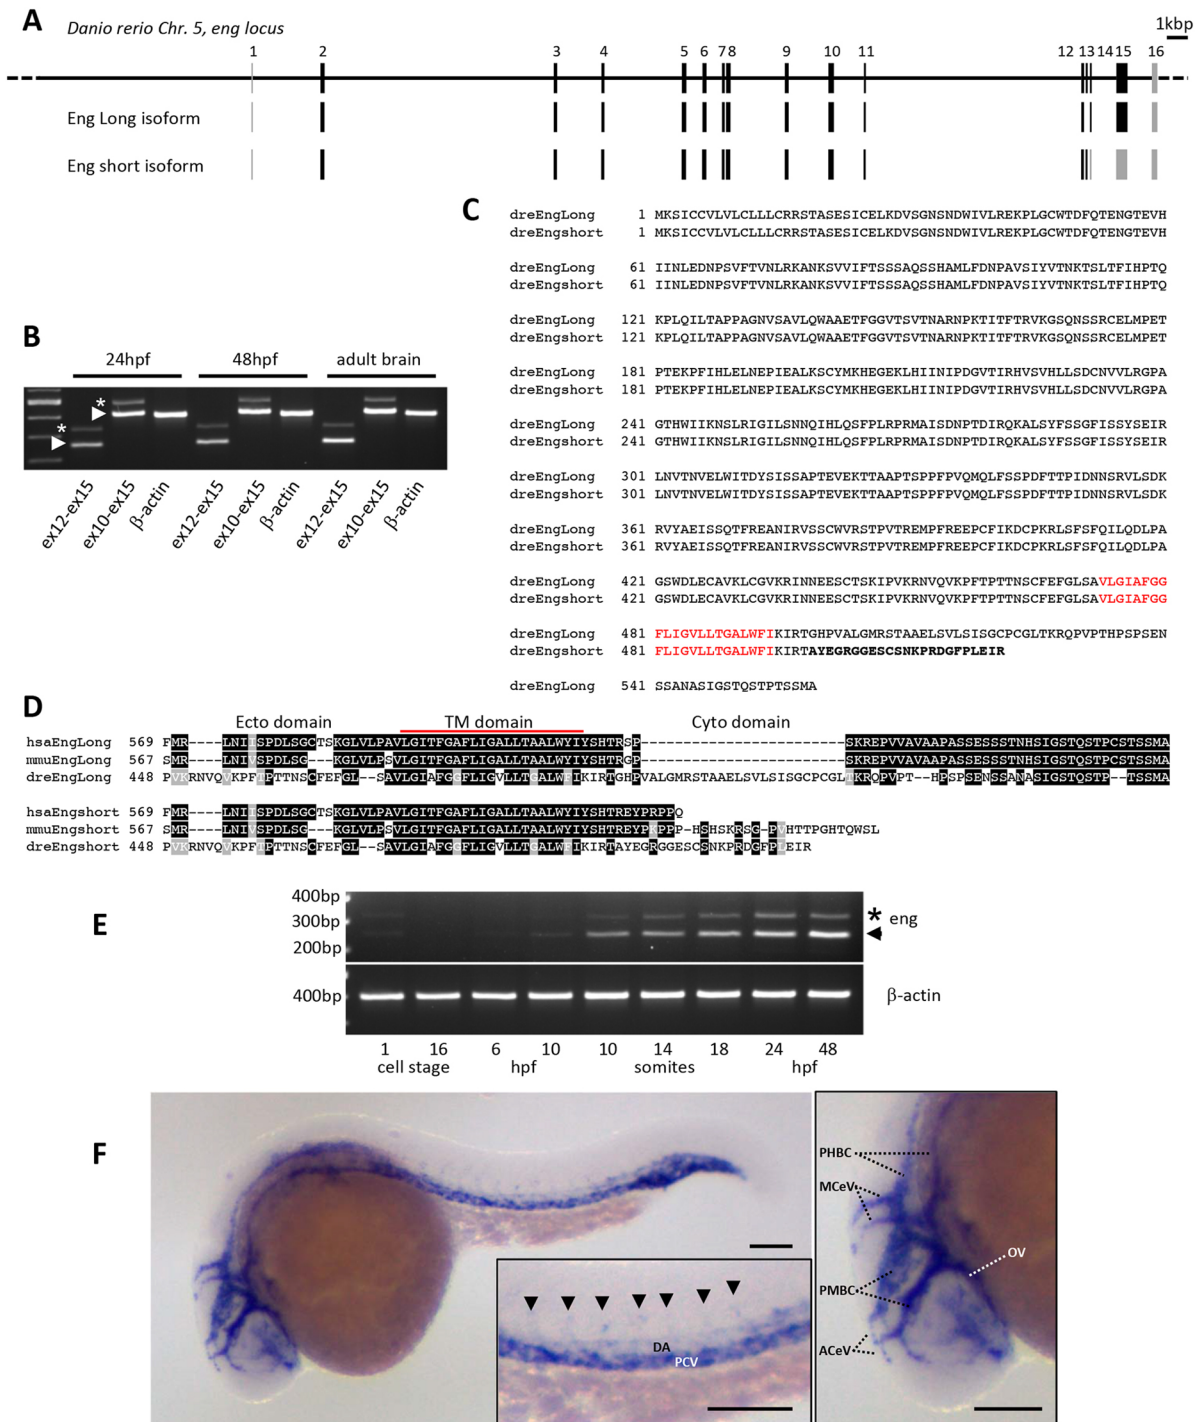 A
Danio rerio Chr. 5, eng locus
1kbp
1 2 3 4 5 6 7 8 9 10 11 12 13 14 15 16
Eng Long isoform
Eng short isoform
C
dreEngLong 1 MKSICCVLVLCLLLCRRSTASESICELKDVSGNSNDWIVLREKPLGCWTDFQTENGTEVH
dreEngshort 1 MKSICCVLVLCLLLCRRSTASESICELKDVSGNSNDWIVLREKPLGCWTDFQTENGTEVH
dreEngLong 61 IINLEDNPSVFTVNLRKANKSVVIFTSSSAQSSHAMLFDNPAVSIYVTNKTSLTFIHPTQ
dreEngshort 61 IINLEDNPSVFTVNLRKANKSVVIFTSSSAQSSHAMLFDNPAVSIYVTNKTSLTFIHPTQ
dreEngLong 121 KPLQILTAPPAGNVSAVLQWAAETFGGVTSVTNARNPKTITFTRVKGSQNSSRCELMPET
dreEngshort 121 KPLQILTAPPAGNVSAVLQWAAETFGGVTSVTNARNPKTITFTRVKGSQNSSRCELMPET
dreEngLong 181 PTEKPFIHLELNEPIEALKSCYMKHEGEKLHIINIPDGVTIRHVSVHLLSDCNVVLRGPA
dreEngshort 181 PTEKPFIHLELNEPIEALKSCYMKHEGEKLHIINIPDGVTIRHVSVHLLSDCNVVLRGPA
dreEngLong 241 GTHWIIKNSLRIGILSNNQIHLQSFPLRPRMAISDNPTDIRQKALSYFSSGFISSYSEIR
dreEngshort 241 GTHWIIKNSLRIGILSNNQIHLQSFPLRPRMAISDNPTDIRQKALSYFSSGFISSYSEIR
dreEngLong 301 LNVTNVELWITDYSISSAPTEVEKTTAAPTSPPFPVQMQLFSSPDFTTPIDNNSRVLSDK
dreEngshort 301 LNVTNVELWITDYSISSAPTEVEKTTAAPTSPPFPVQMQLFSSPDFTTPIDNNSRVLSDK
dreEngLong 361 RVYAEISSQTFREANIRVSSCWVRSTPVTREMPFREEPCFIKDCPKRLSFSFQILQDLPA
dreEngshort 361 RVYAEISSQTFREANIRVSSCWVRSTPVTREMPFREEPCFIKDCPKRLSFSFQILQDLPA
dreEngLong 421 GSWDLECAVKLCGVKRINNEESCTSKIPVKRNVQVKPFTPTTNSCFEFGLSAVLGIAFGG
dreEngshort 421 GSWDLECAVKLCGVKRINNEESCTSKIPVKRNVQVKPFTPTTNSCFEFGLSAVLGIAFGG
dreEngLong 481 FLIGVLLTGALWFIKIRTGHPVALGMRSTAAELSVLSISGCPCGLTKRQPVPTHPSPSEN
dreEngshort 481 FLIGVLLTGALWFIKIRTAYEGRGGESCSNKPRDGFPLEIR
dreEngLong 541 SSANASIGSTQSTPTSSMA
B
24hpf 48hpf adult brain
*
*
ex12-ex15 ex10-ex15 β-actin ex12-ex15 ex10-ex15 β-actin ex12-ex15 ex10-ex15 β-actin
D
Ecto domain TM domain Cyto domain
hsaEngLong 569 FMR----LNIISPDLSGCTSKGLVLPAVLGITFGAFLIGALLTAALWYIYSHTRSP------------------------SKREPVVAVAAPASSESSSTNHSIGSTQSTPCSTSSMA
mmuEngLong 567 SMR----LNIVSPDLSG---KGLVLPSVLGITFGAFLIGALLTAALWYIYSHTRGP------------------------SKREPVVAVAAPASSESSSTNHSIGSTQSTPCSTSSMA
dreEngLong 448 PVKRNVQVKPFTPTTNSCFEFGL--SAVLGIAFGGFLIGVLLTGALWFIKIRTGHPVALGMRSTAAELSVLSISGCPCGLTKRQPVPT--HPSPSENSSANASIGSTQSTP--TSSMA
hsaEngshort 569 FMR----LNIISPDLSGCTSKGLVLPAVLGITFGAFLIGALLTAALWYIYSHTREYPRPPQ
mmuEngshort 567 SMR----LNIVSPDLSG---KGLVLPSVLGITFGAFLIGALLTAALWYIYSHTREYPKPPP-HSHSKRSG-PVHTTPGHTQWSL
dreEngshort 448 PVKRNVQVKPFTPTTNSCFEFGL--SAVLGIAFGGFLIGVLLTGALWFIKIRTAYEGRGGESCSNKPRDGFPLEIR
E
400bp
300bp
200bp
* eng
400bp
β-actin
1 16 6 10 10 14 18 24 48
cell stage hpf somites hpf
F
DA
PCV
PHBC
MCeV
OV
PMBC
ACeV